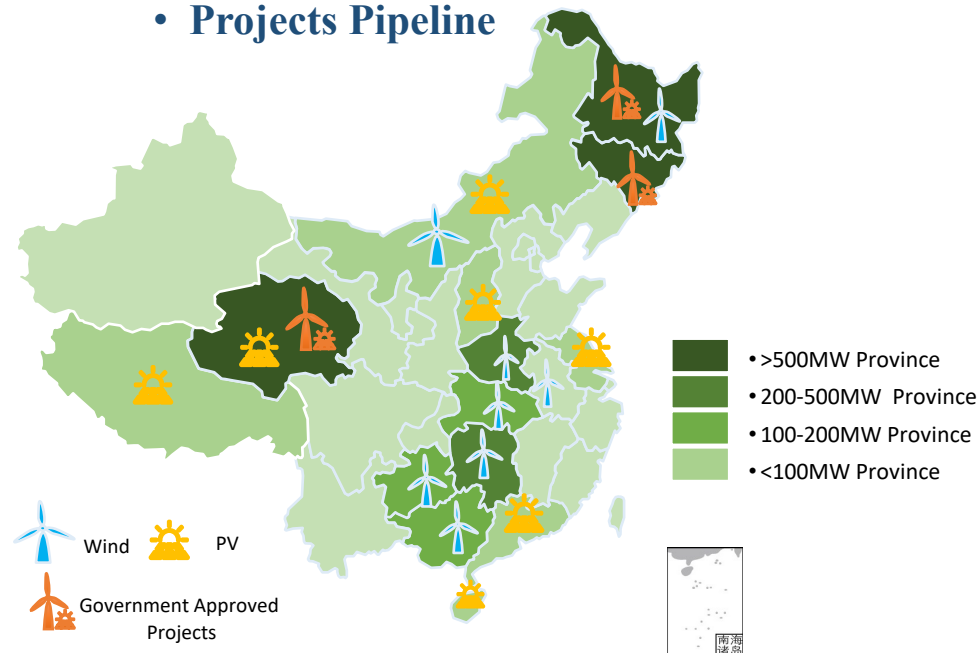 • Projects Pipeline
• >500MW Province
• 200-500MW Province
• 100-200MW Province
• <100MW Province
Wind
PV
Government Approved
Projects
南海
诸岛